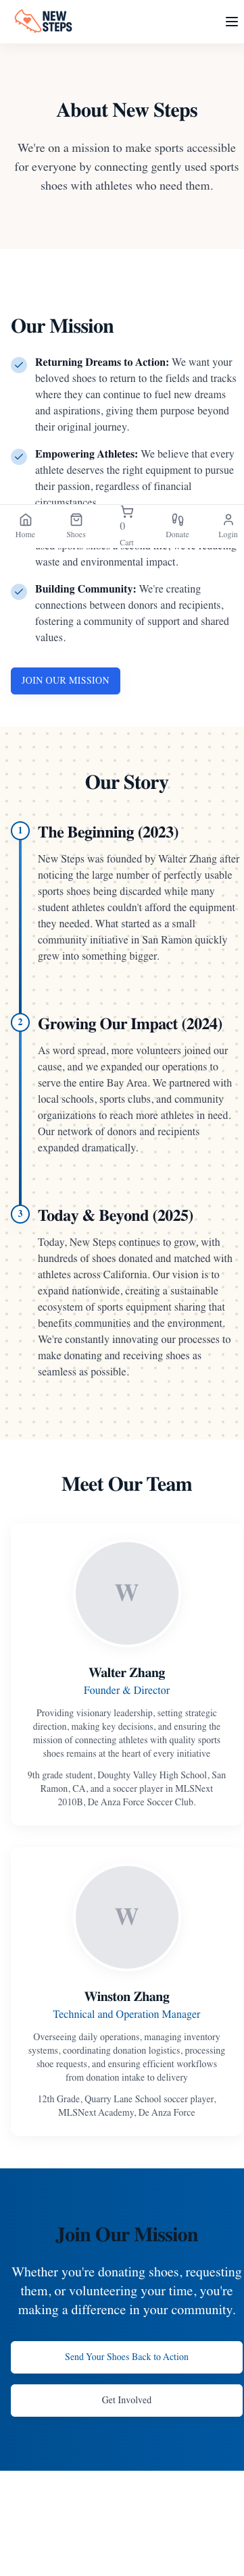 NEW
STEPS
About New Steps
We're on a mission to make sports accessible
for everyone by connecting gently used sports
shoes with athletes who need them.
Our Mission
Returning Dreams to Action: We want your
beloved shoes to return to the fields and tracks
where they can continue to fuel new dreams
and aspirations, giving them purpose beyond
their original journey.
Empowering Athletes: We believe that every
athlete deserves the right equipment to pursue
their passion, regardless of financial
circumstances.
Home
Shoes
0
Cart
Donate
Login
used sports shoes a second life, we're reducing
waste and environmental impact.
Building Community: We're creating
connections between donors and recipients,
fostering a community of support and shared
values.
JOIN OUR MISSION
Our Story
1
The Beginning (2023)
New Steps was founded by Walter Zhang after
noticing the large number of perfectly usable
sports shoes being discarded while many
student athletes couldn't afford the equipment
they needed. What started as a small
community initiative in San Ramon quickly
grew into something bigger.
2
Growing Our Impact (2024)
As word spread, more volunteers joined our
cause, and we expanded our operations to
serve the entire Bay Area. We partnered with
local schools, sports clubs, and community
organizations to reach more athletes in need.
Our network of donors and recipients
expanded dramatically.
3
Today & Beyond (2025)
Today, New Steps continues to grow, with
hundreds of shoes donated and matched with
athletes across California. Our vision is to
expand nationwide, creating a sustainable
ecosystem of sports equipment sharing that
benefits communities and the environment.
We're constantly innovating our processes to
make donating and receiving shoes as
seamless as possible.
Meet Our Team
W
Walter Zhang
Founder & Director
Providing visionary leadership, setting strategic
direction, making key decisions, and ensuring the
mission of connecting athletes with quality sports
shoes remains at the heart of every initiative
9th grade student, Doughty Valley High School, San
Ramon, CA, and a soccer player in MLSNext
2010B, De Anza Force Soccer Club.
W
Winston Zhang
Technical and Operation Manager
Overseeing daily operations, managing inventory
systems, coordinating donation logistics, processing
shoe requests, and ensuring efficient workflows
from donation intake to delivery
12th Grade, Quarry Lane School soccer player,
MLSNext Academy, De Anza Force
Join Our Mission
Whether you're donating shoes, requesting
them, or volunteering your time, you're
making a difference in your community.
Send Your Shoes Back to Action
Get Involved